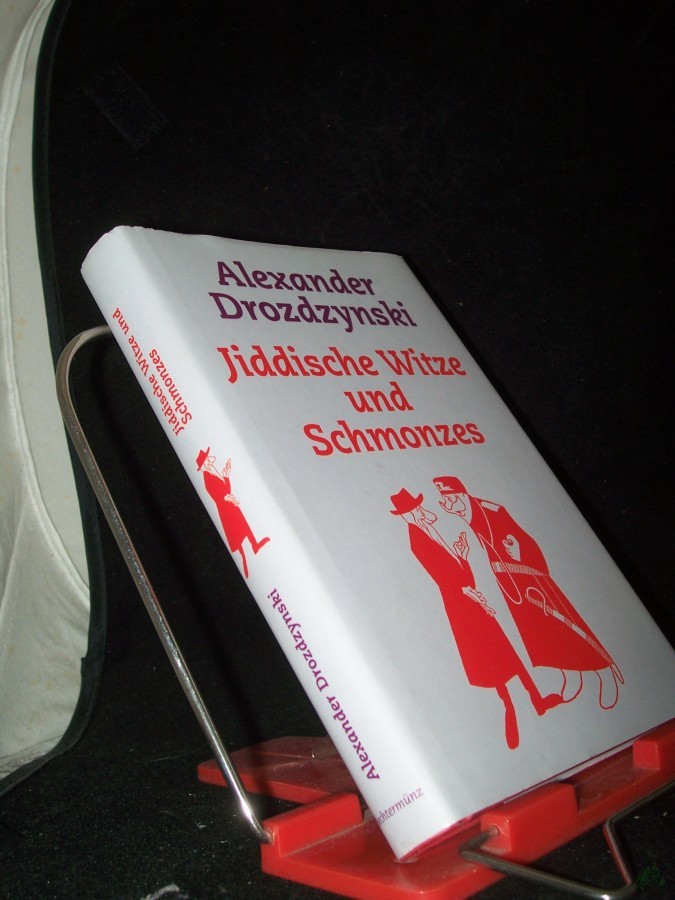 Alexander
Drozdzynski
Jiddische Witze
und
Schmonzes
Jiddische Witze und
Schmonzes
Alexander Drozdzynski